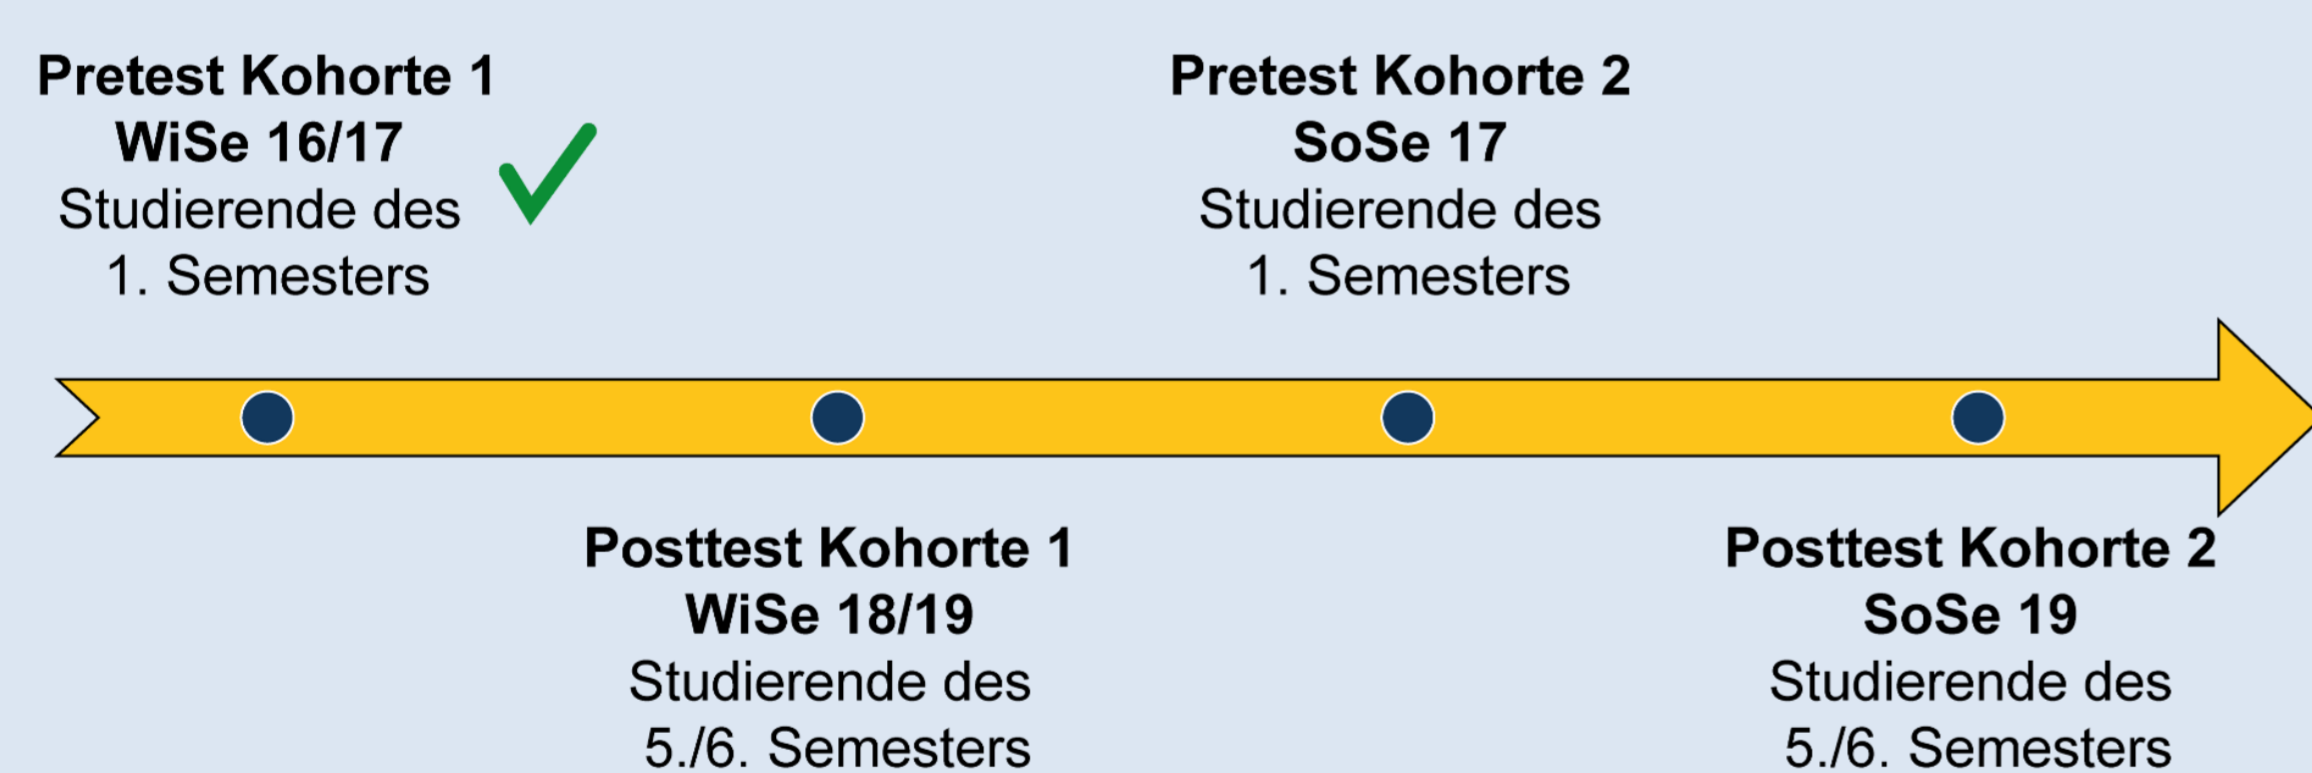 Pretest Kohorte 1
WiSe 16/17
Studierende des
1. Semesters
Pretest Kohorte 2
SoSe 17
Studierende des
1. Semesters
Posttest Kohorte 1
WiSe 18/19
Studierende des
5./6. Semesters
Posttest Kohorte 2
SoSe 19
Studierende des
5./6. Semesters